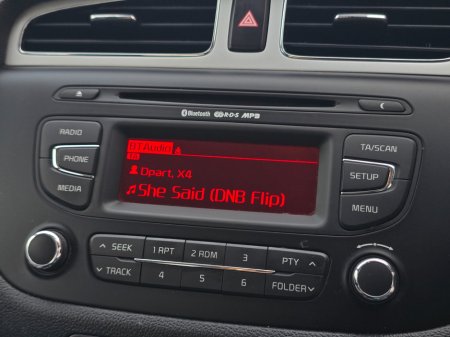 Bluetooth R·D·S MP3
RADIO
PHONE
MEDIA
BT Audio
Dpart, X4
She Said (DNB Flip)
TA/SCAN
SETUP
MENU
SEEK 1 RPT 2 RDM 3 PTY
TRACK 4 5 6 FOLDER